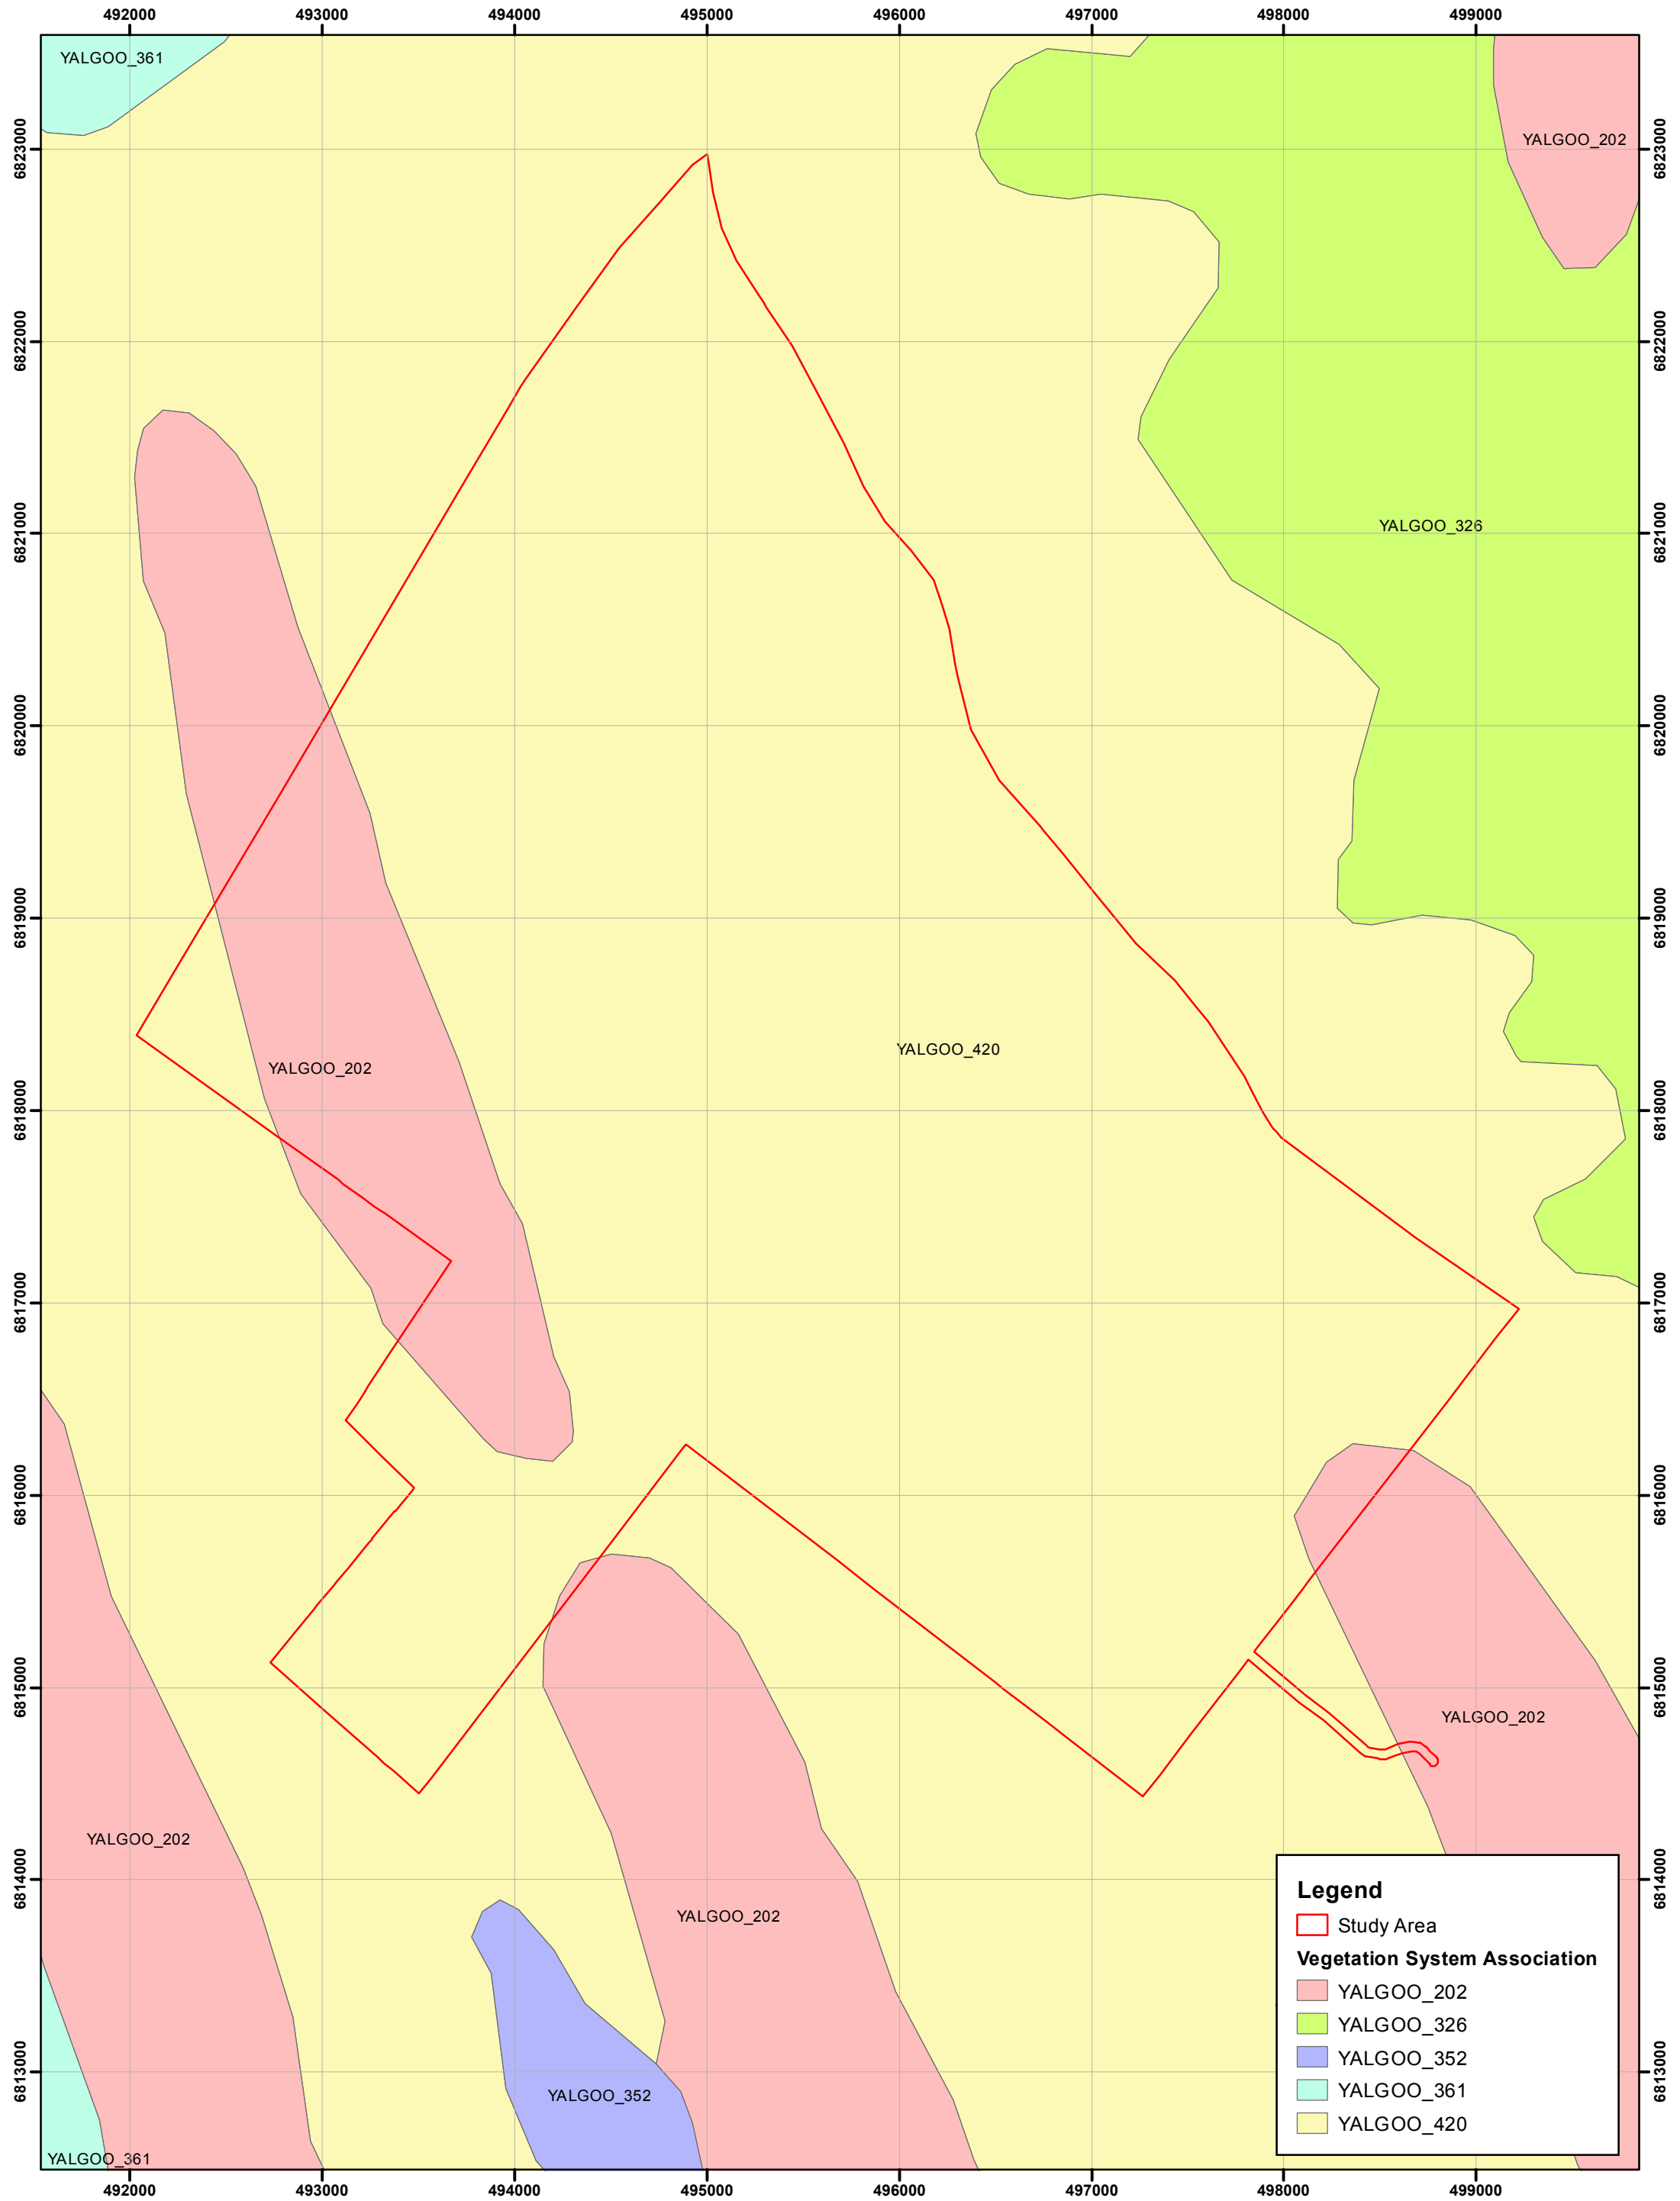 492000 493000 494000 495000 496000 497000 498000 499000
YALGOO_361
6823000 YALGOO_202 6823000
6822000 6822000
6821000 YALGOO_326 6821000
6820000 6820000
6819000 6819000
YALGOO_420
YALGOO_202
6818000 6818000
6817000 6817000
6816000 6816000
6815000 6815000
YALGOO_202
YALGOO_202
6814000 6814000
YALGOO_202
Legend
Study Area
Vegetation System Association
YALGOO_202
YALGOO_326
YALGOO_352
YALGOO_361
YALGOO_420
6813000 6813000
YALGOO_352
YALGOO_361
492000 493000 494000 495000 496000 497000 498000 499000